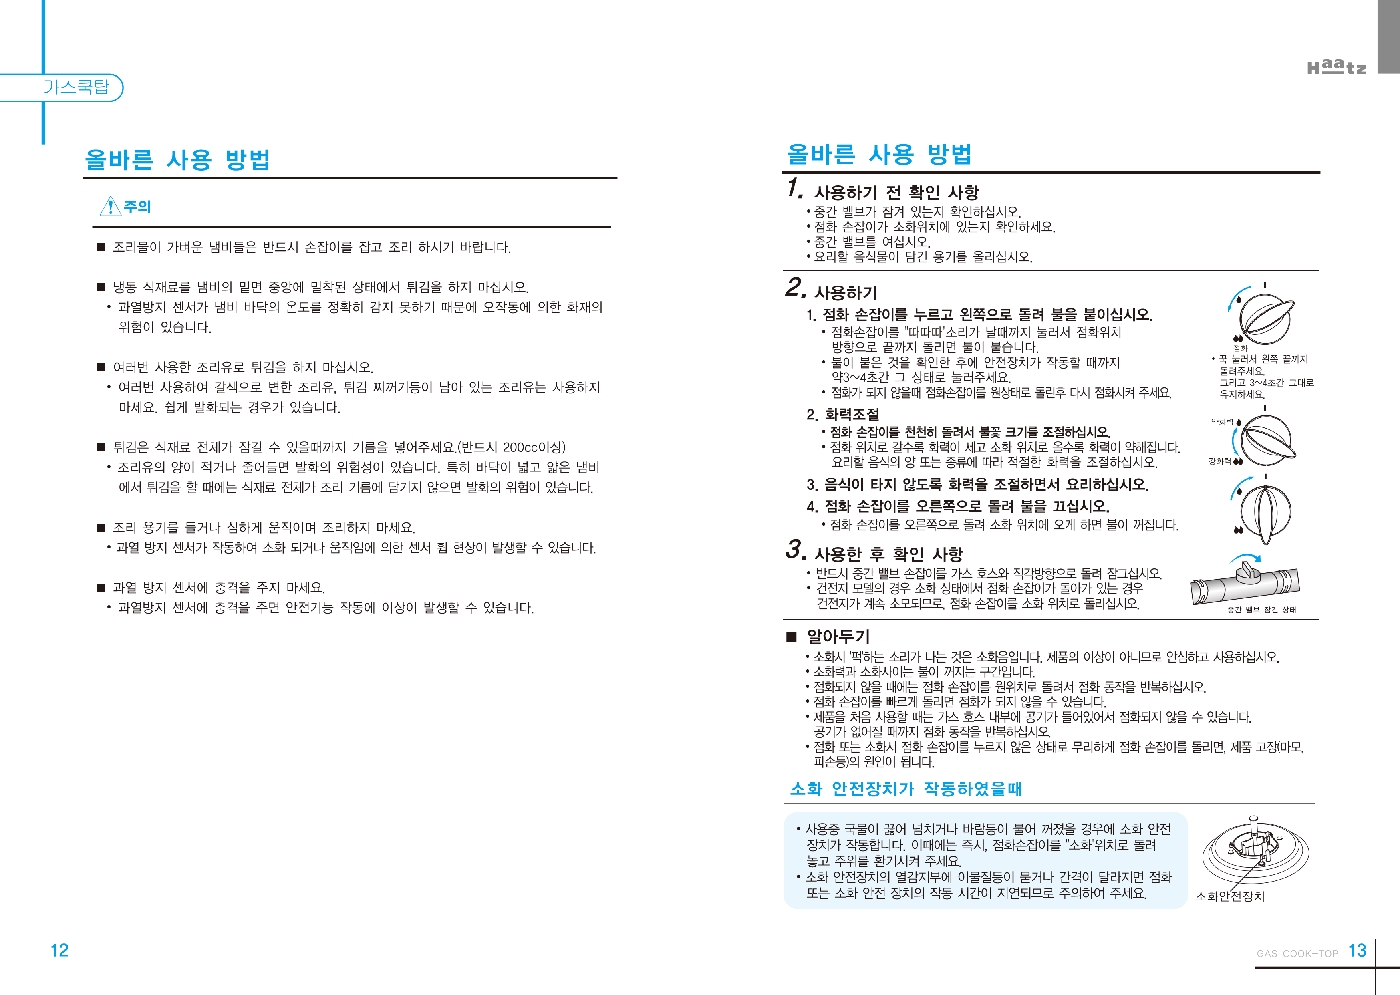 가스쿡탑
올바른 사용 방법
주의
■ 조리물이 가벼운 냄비등은 반드시 손잡이를 잡고 조리 하시기 바랍니다.
■ 냉동 식재료를 냄비의 밑면 중앙에 밀착된 상태에서 튀김을 하지 마십시오.
• 과열방지 센서가 냄비 바닥의 온도를 정확히 감지 못하기 때문에 오작동에 의한 화재의
위험이 있습니다.
■ 여러번 사용한 조리유로 튀김을 하지 마십시오.
• 여러번 사용하여 갈색으로 변한 조리유, 튀김 찌꺼기등이 남아 있는 조리유는 사용하지
마세요. 쉽게 발화되는 경우가 있습니다.
■ 튀김은 식재료 전체가 잠길 수 있을때까지 기름을 넣어주세요.(반드시 200cc이상)
• 조리유의 양이 적거나 줄어들면 발화의 위험성이 있습니다. 특히 바닥이 넓고 얇은 냄비
에서 튀김을 할 때에는 식재료 전체가 조리 기름에 담기지 않으면 발화의 위험이 있습니다.
■ 조리 용기를 들거나 심하게 움직이며 조리하지 마세요.
• 과열 방지 센서가 작동하여 소화 되거나 움직임에 의한 센서 휨 현상이 발생할 수 있습니다.
■ 과열 방지 센서에 충격을 주지 마세요.
• 과열방지 센서에 충격을 주면 안전기능 작동에 이상이 발생할 수 있습니다.
12
Haatz
올바른 사용 방법
1. 사용하기 전 확인 사항
• 중간 밸브가 잠겨 있는지 확인하십시오.
• 점화 손잡이가 소화위치에 있는지 확인하세요.
• 중간 밸브를 여십시오.
• 요리할 음식물이 담긴 용기를 올리십시오.
2. 사용하기
1. 점화 손잡이를 누르고 왼쪽으로 돌려 불을 붙이십시오.
• 점화손잡이를 "따따따"소리가 날때까지 눌러서 점화위치
방향으로 끝까지 돌리면 불이 붙습니다.
• 불이 붙은 것을 확인한 후에 안전장치가 작동할 때까지
약3~4초간 그 상태로 눌러주세요.
• 점화가 되지 않을때 점화손잡이를 원상태로 돌린후 다시 점화시켜 주세요.
점화
• 꾹 눌러서 왼쪽 끝까지
돌려주세요.
그리고 3~4초간 그대로
유지하세요.
2. 화력조절
• 점화 손잡이를 천천히 돌려서 불꽃 크기를 조절하십시오.
• 점화 위치로 갈수록 화력이 세고 소화 위치로 올수록 화력이 약해집니다.
요리할 음식의 양 또는 종류에 따라 적절한 화력을 조절하십시오.
약화력
강화력
3. 음식이 타지 않도록 화력을 조절하면서 요리하십시오.
4. 점화 손잡이를 오른쪽으로 돌려 불을 끄십시오.
• 점화 손잡이를 오른쪽으로 돌려 소화 위치에 오게 하면 불이 꺼집니다.
3. 사용한 후 확인 사항
• 반드시 중간 밸브 손잡이를 가스 호스와 직각방향으로 돌려 잠그십시오.
• 건전지 모델의 경우 소화 상태에서 점화 손잡이가 돌아가 있는 경우
건전지가 계속 소모되므로, 점화 손잡이를 소화 위치로 돌리십시오.
중간 밸브 잠긴 상태
■ 알아두기
• 소화시 '퍽'하는 소리가 나는 것은 소화음입니다. 제품의 이상이 아니므로 안심하고 사용하십시오.
• 소화력과 소화사이는 불이 꺼지는 구간입니다.
• 점화되지 않을 때에는 점화 손잡이를 원위치로 돌려서 점화 동작을 반복하십시오.
• 점화 손잡이를 빠르게 돌리면 점화가 되지 않을 수 있습니다.
• 제품을 처음 사용할 때는 가스 호스 내부에 공기가 들어있어서 점화되지 않을 수 있습니다.
공기가 없어질 때까지 점화 동작을 반복하십시오.
• 점화 또는 소화시 점화 손잡이를 누르지 않은 상태로 무리하게 점화 손잡이를 돌리면, 제품 고장(마모,
파손등)의 원인이 됩니다.
소화 안전장치가 작동하였을때
• 사용중 국물이 끓어 넘치거나 바람등이 불어 꺼졌을 경우에 소화 안전
장치가 작동합니다. 이때에는 즉시, 점화손잡이를 "소화"위치로 돌려
놓고 주위를 환기시켜 주세요.
• 소화 안전장치의 열감지부에 이물질등이 묻거나 간격이 달라지면 점화
또는 소화 안전 장치의 작동 시간이 지연되므로 주의하여 주세요.
소화안전장치
GAS COOK-TOP 13